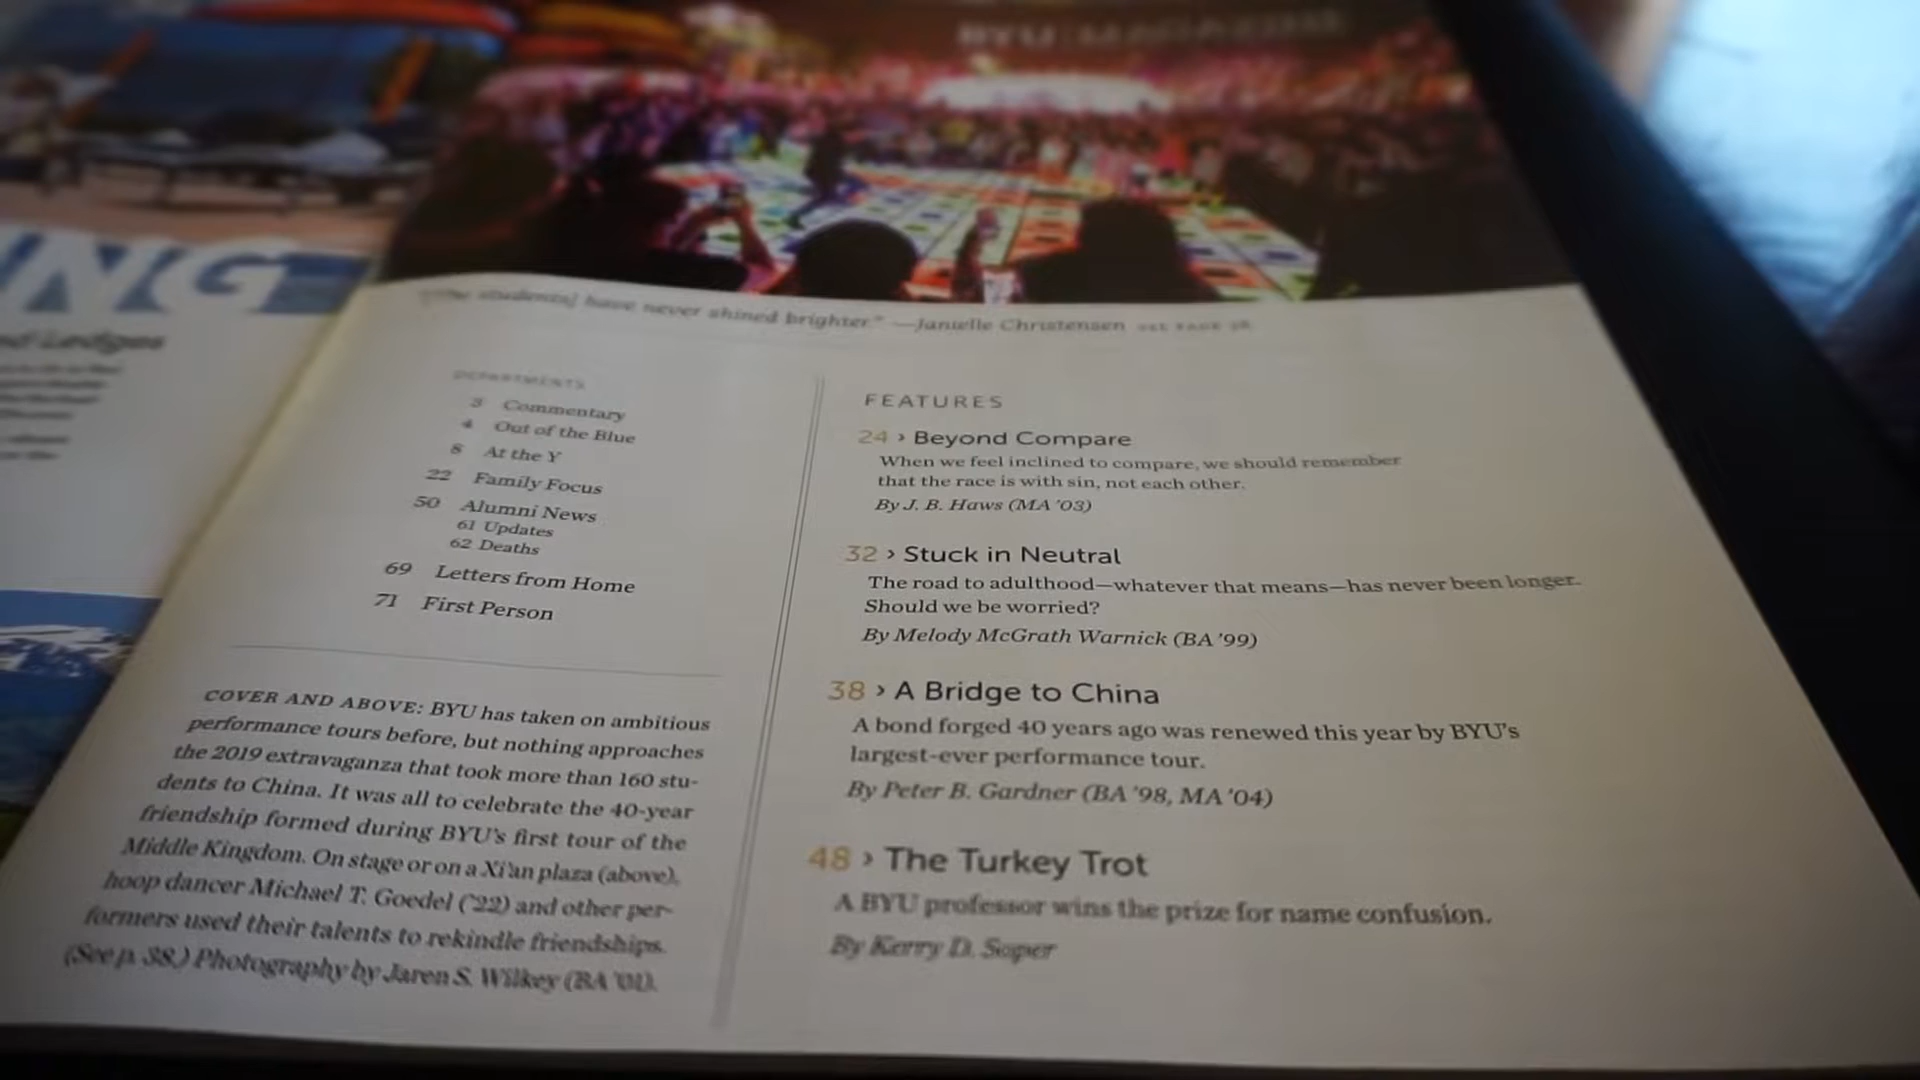 BYU MAGAZINE
NG
nd Ledges
students] have never shined brighter." —Janielle Christensen SEE PAGE 38
DEPARTMENTS
3 Commentary
4 Out of the Blue
8 At the Y
22 Family Focus
50 Alumni News
61 Updates
62 Deaths
69 Letters from Home
71 First Person
COVER AND ABOVE: BYU has taken on ambitious
performance tours before, but nothing approaches
the 2019 extravaganza that took more than 160 stu-
dents to China. It was all to celebrate the 40-year
friendship formed during BYU's first tour of the
Middle Kingdom. On stage or on a Xi'an plaza (above),
hoop dancer Michael T. Goedel ('22) and other per-
formers used their talents to rekindle friendships.
(See p. 38.) Photography by Jaren S. Wilkey (BA '01).
FEATURES
24 › Beyond Compare
When we feel inclined to compare, we should remember
that the race is with sin, not each other.
By J. B. Haws (MA '03)
32 › Stuck in Neutral
The road to adulthood—whatever that means—has never been longer.
Should we be worried?
By Melody McGrath Warnick (BA '99)
38 › A Bridge to China
A bond forged 40 years ago was renewed this year by BYU's
largest-ever performance tour.
By Peter B. Gardner (BA '98, MA '04)
48 › The Turkey Trot
A BYU professor wins the prize for name confusion.
By Kerry D. Soper